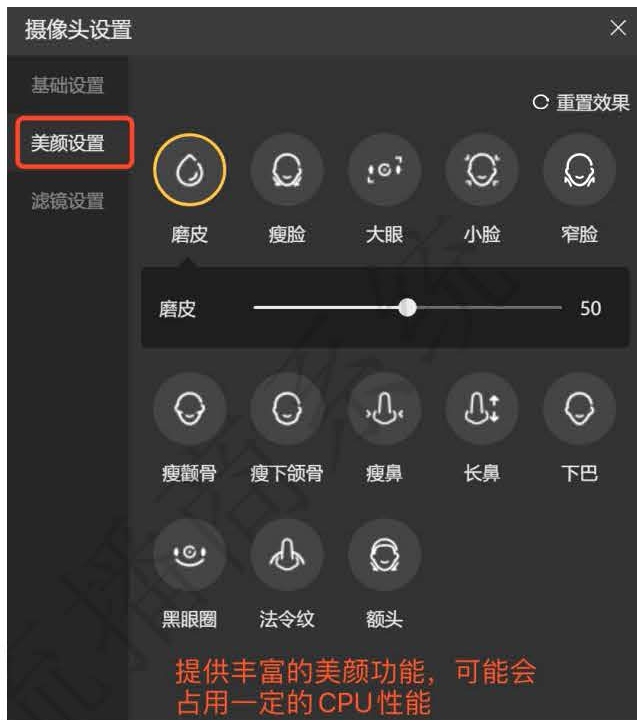 摄像头设置
基础设置
重置效果
美颜设置
滤镜设置
磨皮 瘦脸 大眼 小脸 窄脸
磨皮 50
瘦颧骨 瘦下颌骨 瘦鼻 长鼻 下巴
黑眼圈 法令纹 额头
提供丰富的美颜功能，可能会
占用一定的CPU性能